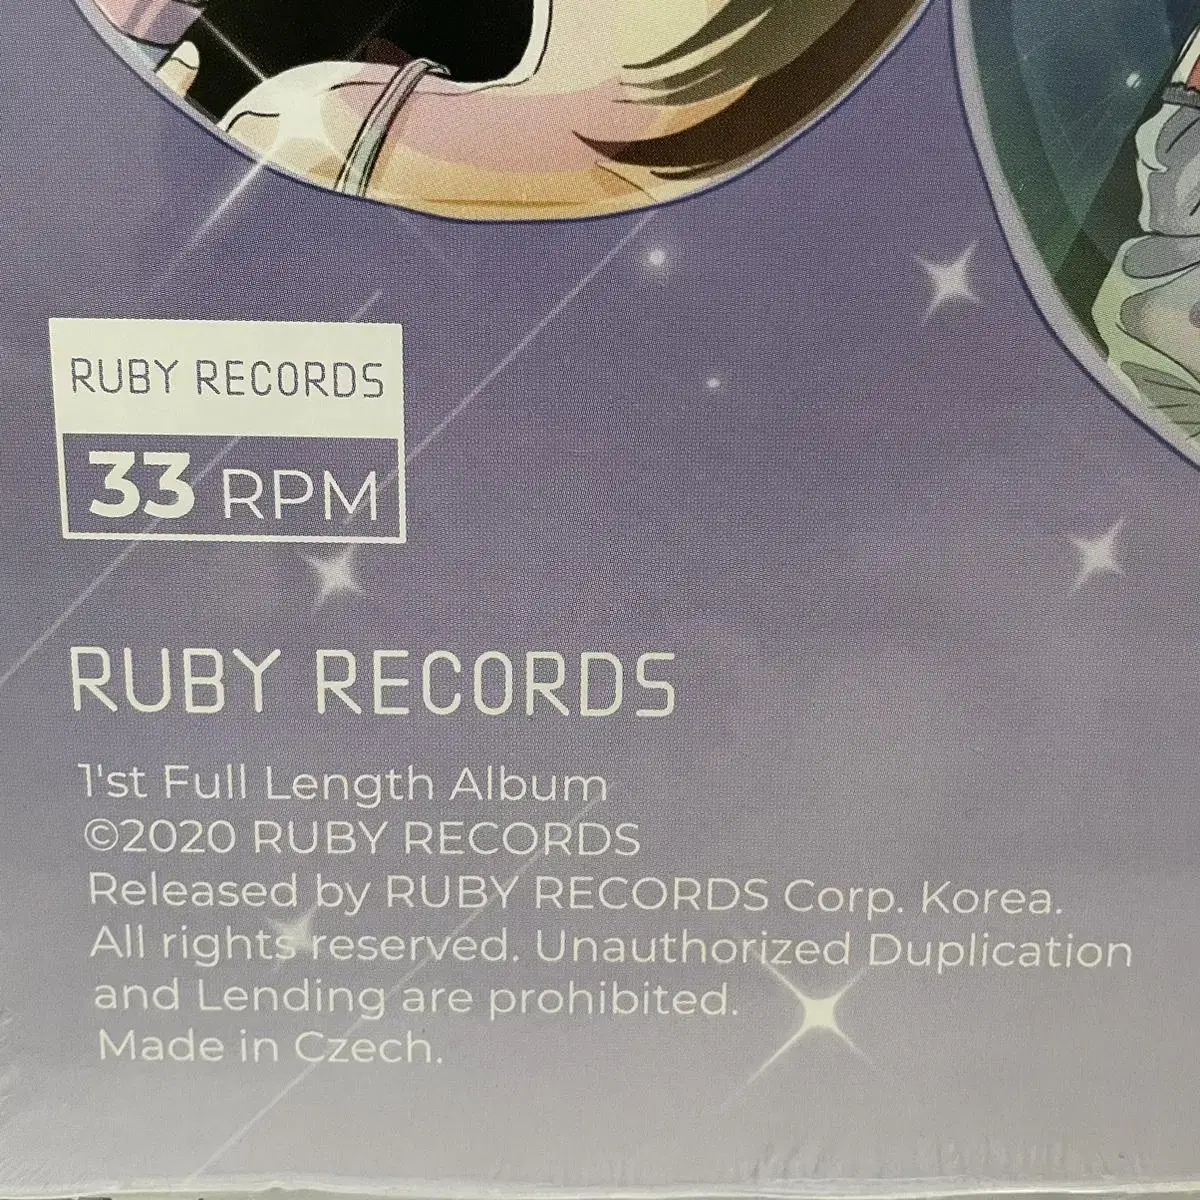 RUBY RECORDS
33 RPM
RUBY RECORDS
1'st Full Length Album
©2020 RUBY RECORDS
Released by RUBY RECORDS Corp. Korea.
All rights reserved. Unauthorized Duplication
and Lending are prohibited.
Made in Czech.